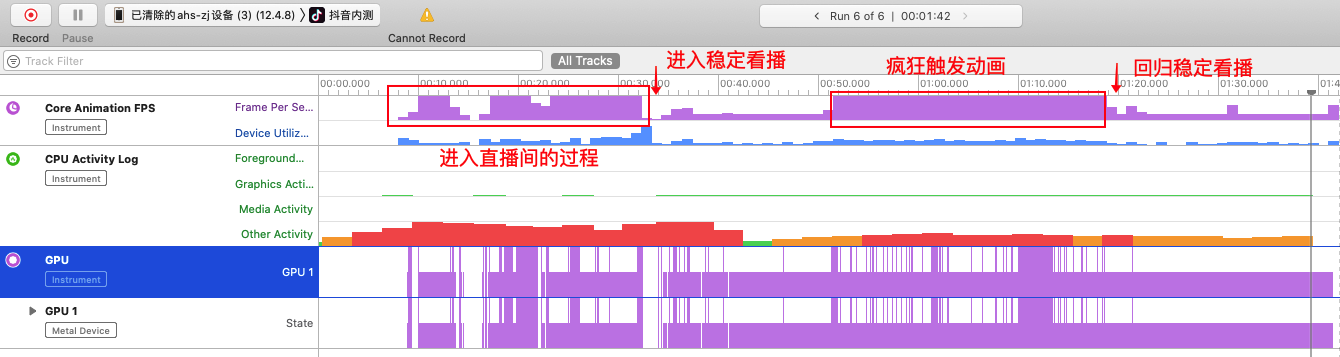 已清除的ahs-zj设备 (3) (12.4.8) 〉 抖音内测
Run 6 of 6 | 00:01:42
Record
Pause
Cannot Record
Track Filter
All Tracks
进入稳定看播
疯狂触发动画
回归稳定看播
00:00.000 00:10.000 00:20.000 00:30.000 00:40.000 00:50.000 01:00.000 01:10.000 01:20.000 01:30.000 01:4
Core Animation FPS
Frame Per Se...
Instrument
Device Utiliz...
进入直播间的过程
CPU Activity Log
Foreground...
Instrument
Graphics Acti...
Media Activity
Other Activity
GPU
GPU 1
Instrument
GPU 1
State
Metal Device